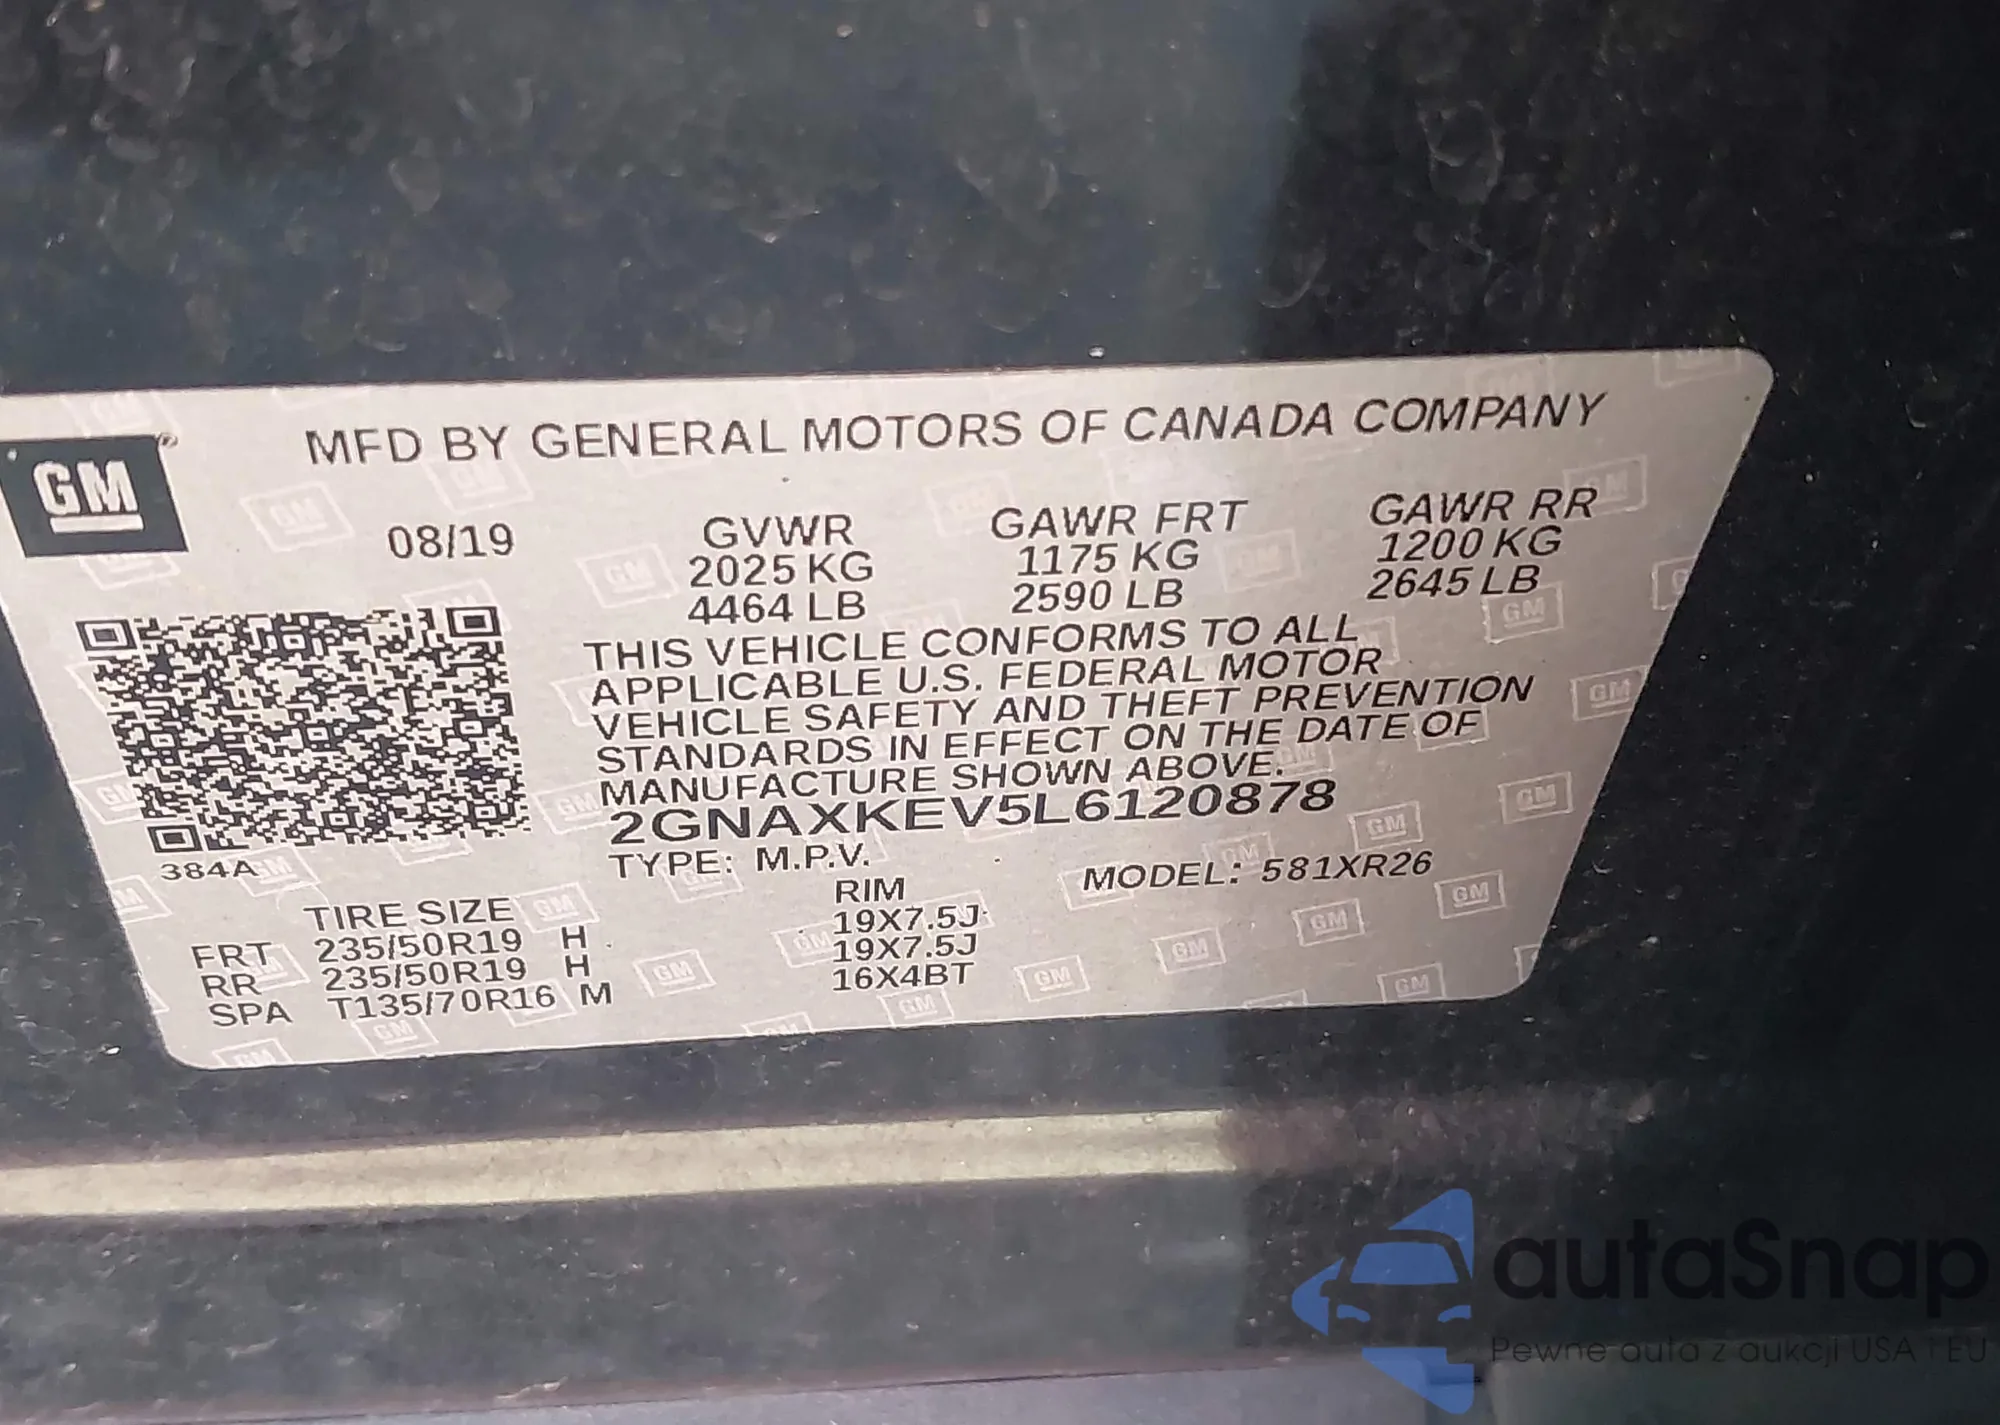 MFD BY GENERAL MOTORS OF CANADA COMPANY
GM
08/19 GVWR GAWR FRT GAWR RR
2025 KG 1175 KG 1200 KG
4464 LB 2590 LB 2645 LB
THIS VEHICLE CONFORMS TO ALL
APPLICABLE U.S. FEDERAL MOTOR
VEHICLE SAFETY AND THEFT PREVENTION
STANDARDS IN EFFECT ON THE DATE OF
MANUFACTURE SHOWN ABOVE.
2GNAXKEV5L6120878
384A
TYPE: M.P.V. MODEL: 581XR26
TIRE SIZE RIM
FRT 235/50R19 H 19X7.5J
RR 235/50R19 H 19X7.5J
SPA T135/70R16 M 16X4BT
autaSnap
Pewne auta z aukcji USA i EU